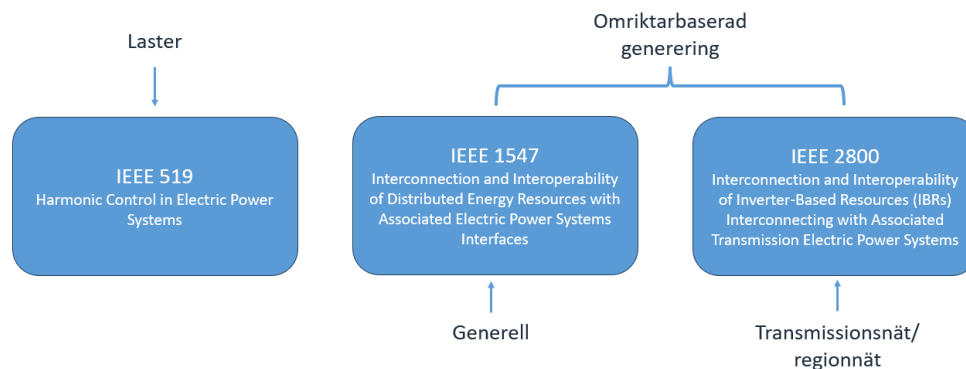 Omriktarbaserad
generering
Laster
IEEE 519
Harmonic Control in Electric Power
Systems
IEEE 1547
Interconnection and Interoperability
of Distributed Energy Resources with
Associated Electric Power Systems
Interfaces
IEEE 2800
Interconnection and Interoperability
of Inverter-Based Resources (IBRs)
Interconnecting with Associated
Transmission Electric Power Systems
Generell
Transmissionsnät/
regionnät